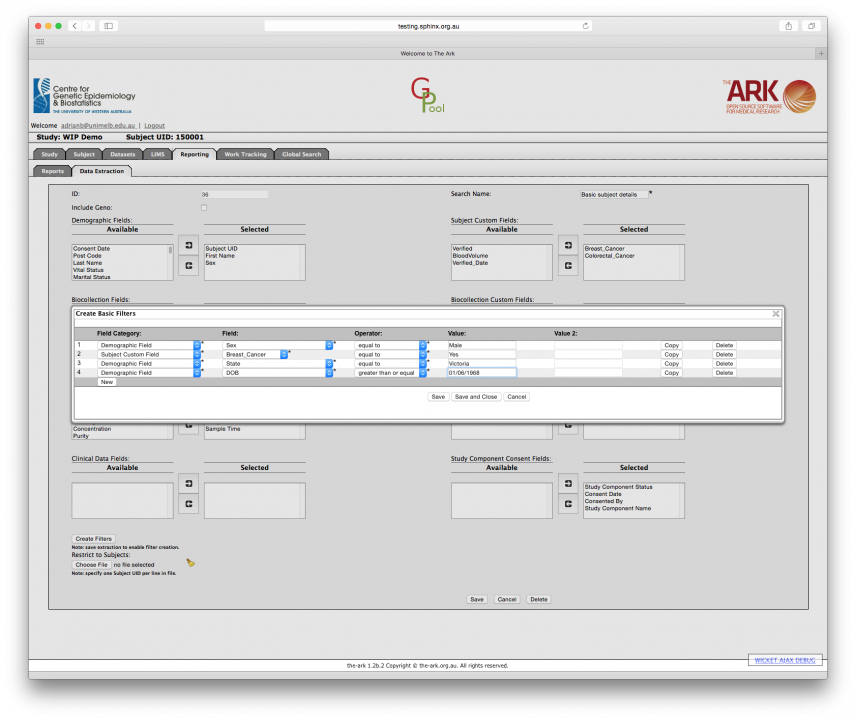 testing.sphinx.org.au
Welcome to The Ark
Centre for
Genetic Epidemiology
& Biostatistics
THE UNIVERSITY OF WESTERN AUSTRALIA
G Pool
THE ARK
OPEN SOURCE SOFTWARE
FOR MEDICAL RESEARCH
Welcome adrianb@unimelb.edu.au | Logout
Study: WIP Demo Subject UID: 150001
Study Subject Datasets LIMS Reporting Work Tracking Global Search
Reports Data Extraction
ID: 36 Search Name: Basic subject details *
Include Geno:
Demographic Fields: Subject Custom Fields:
Available Selected Available Selected
Consent Date Subject UID Verified Breast_Cancer
Post Code First Name BloodVolume Colorectal_Cancer
Last Name Sex Verified_Date
Vital Status
Marital Status
Biocollection Fields: Biocollection Custom Fields:
Create Basic Filters
Field Category: Field: Operator: Value: Value 2:
1 Demographic Field * Sex * equal to * Male Copy Delete
2 Subject Custom Field * Breast_Cancer * equal to * Yes Copy Delete
3 Demographic Field * State * equal to * Victoria Copy Delete
4 Demographic Field * DOB * greater than or equal * 01/06/1968 Copy Delete
New
Save Save and Close Cancel
Concentration Sample Time
Purity
Clinical Data Fields: Study Component Consent Fields:
Available Selected Available Selected
Study Component Status
Consent Date
Consented By
Study Component Name
Create Filters
Note: save extraction to enable filter creation.
Restrict to Subjects:
Choose File no file selected
Note: specify one Subject UID per line in file.
Save Cancel Delete
WICKET AJAX DEBUG
the-ark 1.2b.2 Copyright © the-ark.org.au. All rights reserved.